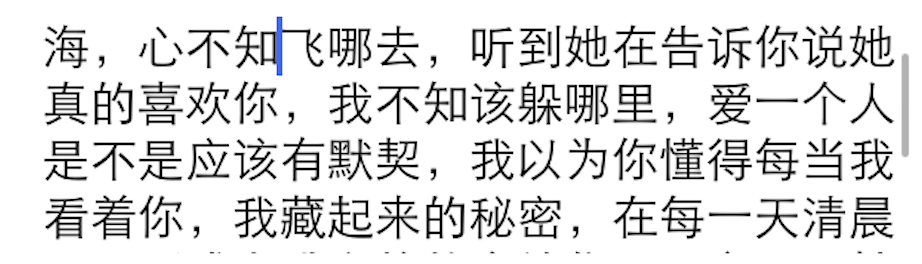 海，心不知飞哪去，听到她在告诉你说她
真的喜欢你，我不知该躲哪里，爱一个人
是不是应该有默契，我以为你懂得每当我
看着你，我藏起来的秘密，在每一天清晨